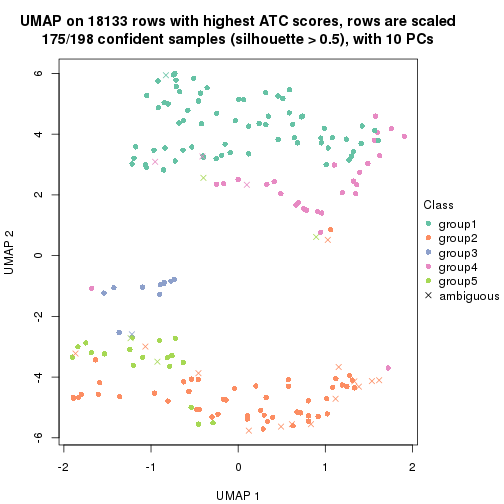 UMAP on 18133 rows with highest ATC scores, rows are scaled
175/198 confident samples (silhouette > 0.5), with 10 PCs
6
4
2
0
-2
-4
-6
UMAP 2
-2
-1
0
1
2
UMAP 1
Class
group1
group2
group3
group4
group5
ambiguous